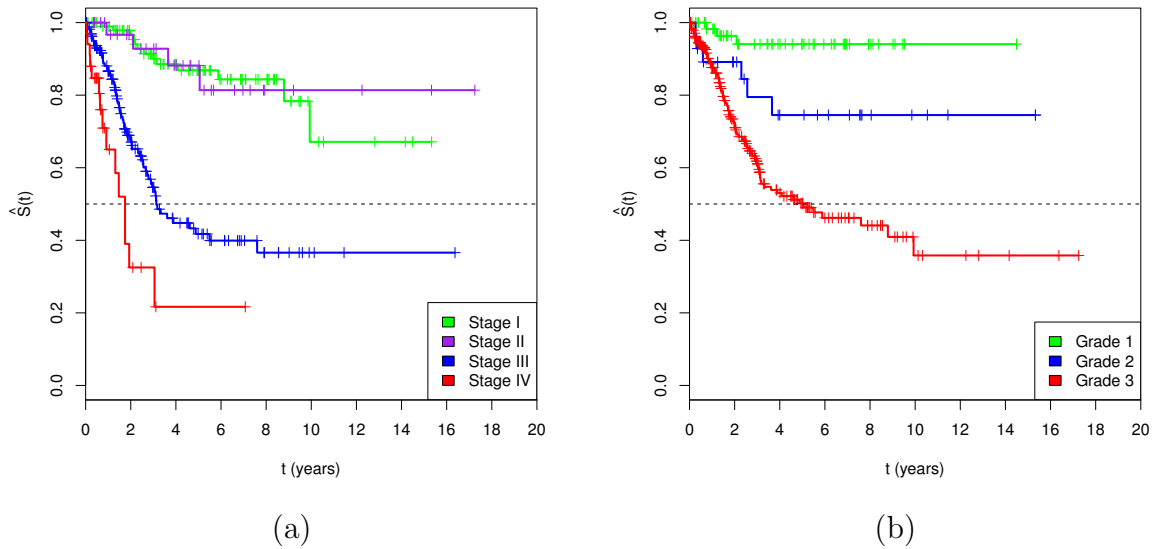 1.0
0.8
0.6
0.4
0.2
0.0
Ŝ(t)
0 2 4 6 8 10 12 14 16 18 20
t (years)
Stage I
Stage II
Stage III
Stage IV
(a)
1.0
0.8
0.6
0.4
0.2
0.0
Ŝ(t)
0 2 4 6 8 10 12 14 16 18 20
t (years)
Grade 1
Grade 2
Grade 3
(b)